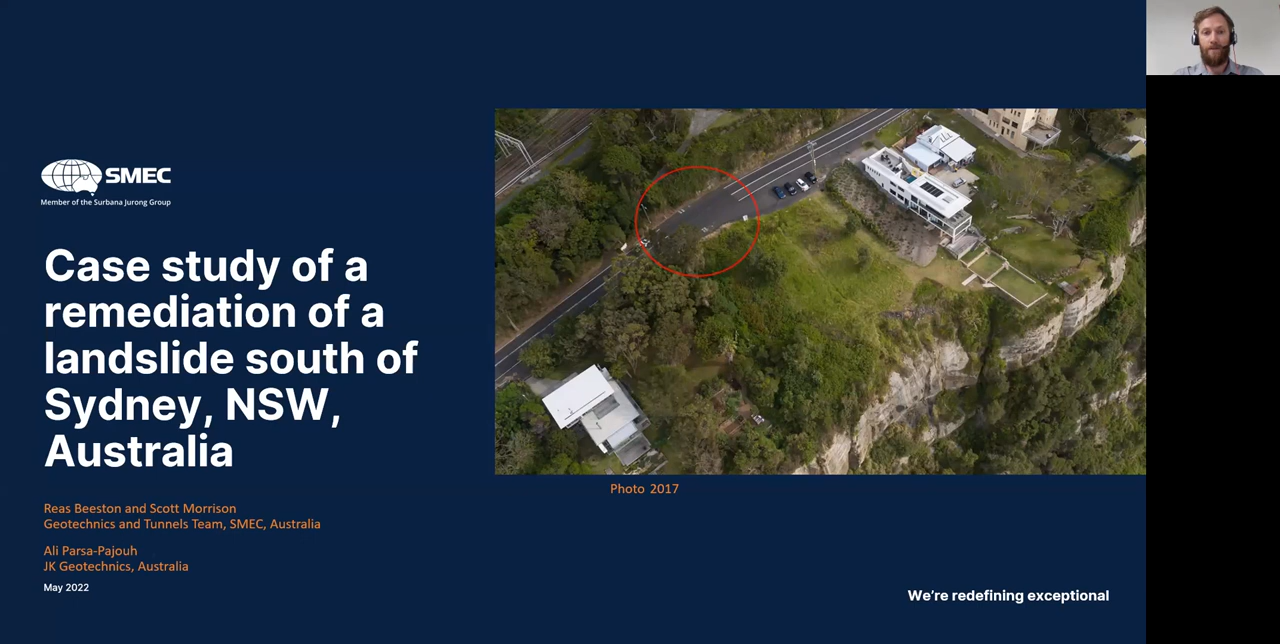 SMEC
Member of the Surbana Jurong Group
Case study of a
remediation of a
landslide south of
Sydney, NSW,
Australia
Photo 2017
Reas Beeston and Scott Morrison
Geotechnics and Tunnels Team, SMEC, Australia
Ali Parsa-Pajouh
JK Geotechnics, Australia
May 2022
We’re redefining exceptional